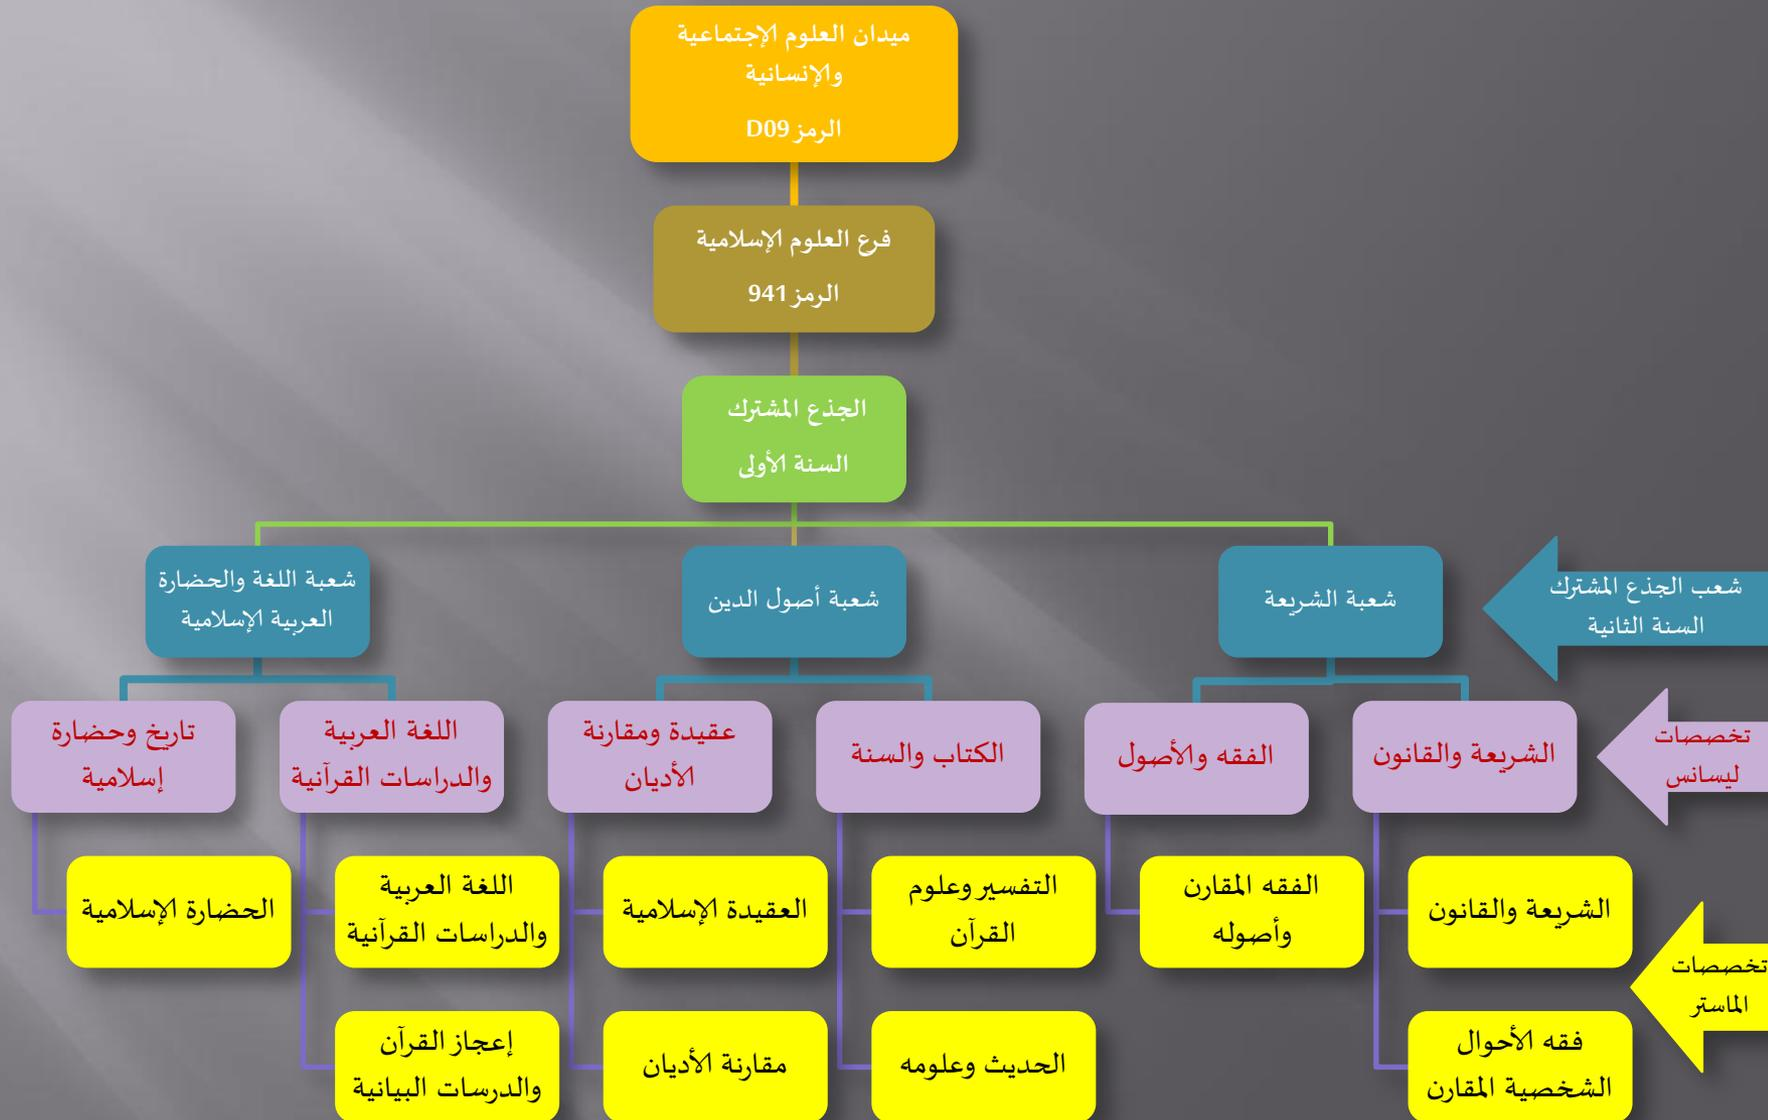 ميدان العلوم الإجتماعية
والإنسانية
الرمز D09
فرع العلوم الإسلامية
الرمز 941
الجذع المشترك
السنة الأولى
شعب الجذع المشترك
السنة الثانية
شعبة الشريعة
شعبة أصول الدين
شعبة اللغة والحضارة
العربية الإسلامية
تخصصات
ليسانس
الشريعة والقانون
الفقه والأصول
الكتاب والسنة
عقيدة ومقارنة
الأديان
اللغة العربية
والدراسات القرآنية
تاريخ وحضارة
إسلامية
تخصصات
الماستر
الشريعة والقانون
الفقه المقارن
وأصوله
التفسير وعلوم
القرآن
العقيدة الإسلامية
اللغة العربية
والدراسات القرآنية
الحضارة الإسلامية
فقه الأحوال
الشخصية المقارن
الحديث وعلومه
مقارنة الأديان
إعجاز القرآن
والدرسات البيانية